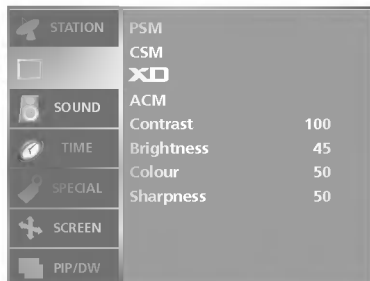 STATION
SOUND
TIME
SPECIAL
SCREEN
PIP/DW
PSM
CSM
XD
ACM
Contrast 100
Brightness 45
Colour 50
Sharpness 50